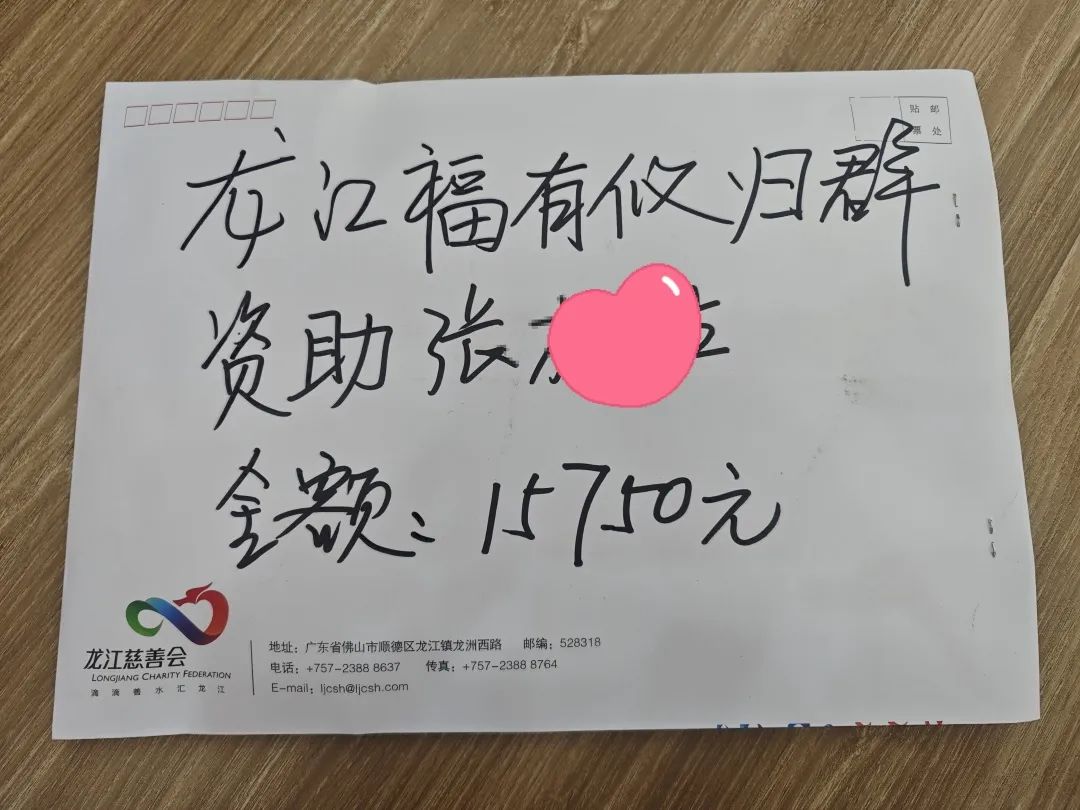 贴 邮
票 处
龙江福有攸归群
资助张
金额：15750元
龙江慈善会
LONGJIANG CHARITY FEDERATION
滴 滴 善 水 汇 龙 江
地址：广东省佛山市顺德区龙江镇龙洲西路 邮编：528318
电话：+757-2388 8637 传真：+757-2388 8764
E-mail：ljcsh@ljcsh.com